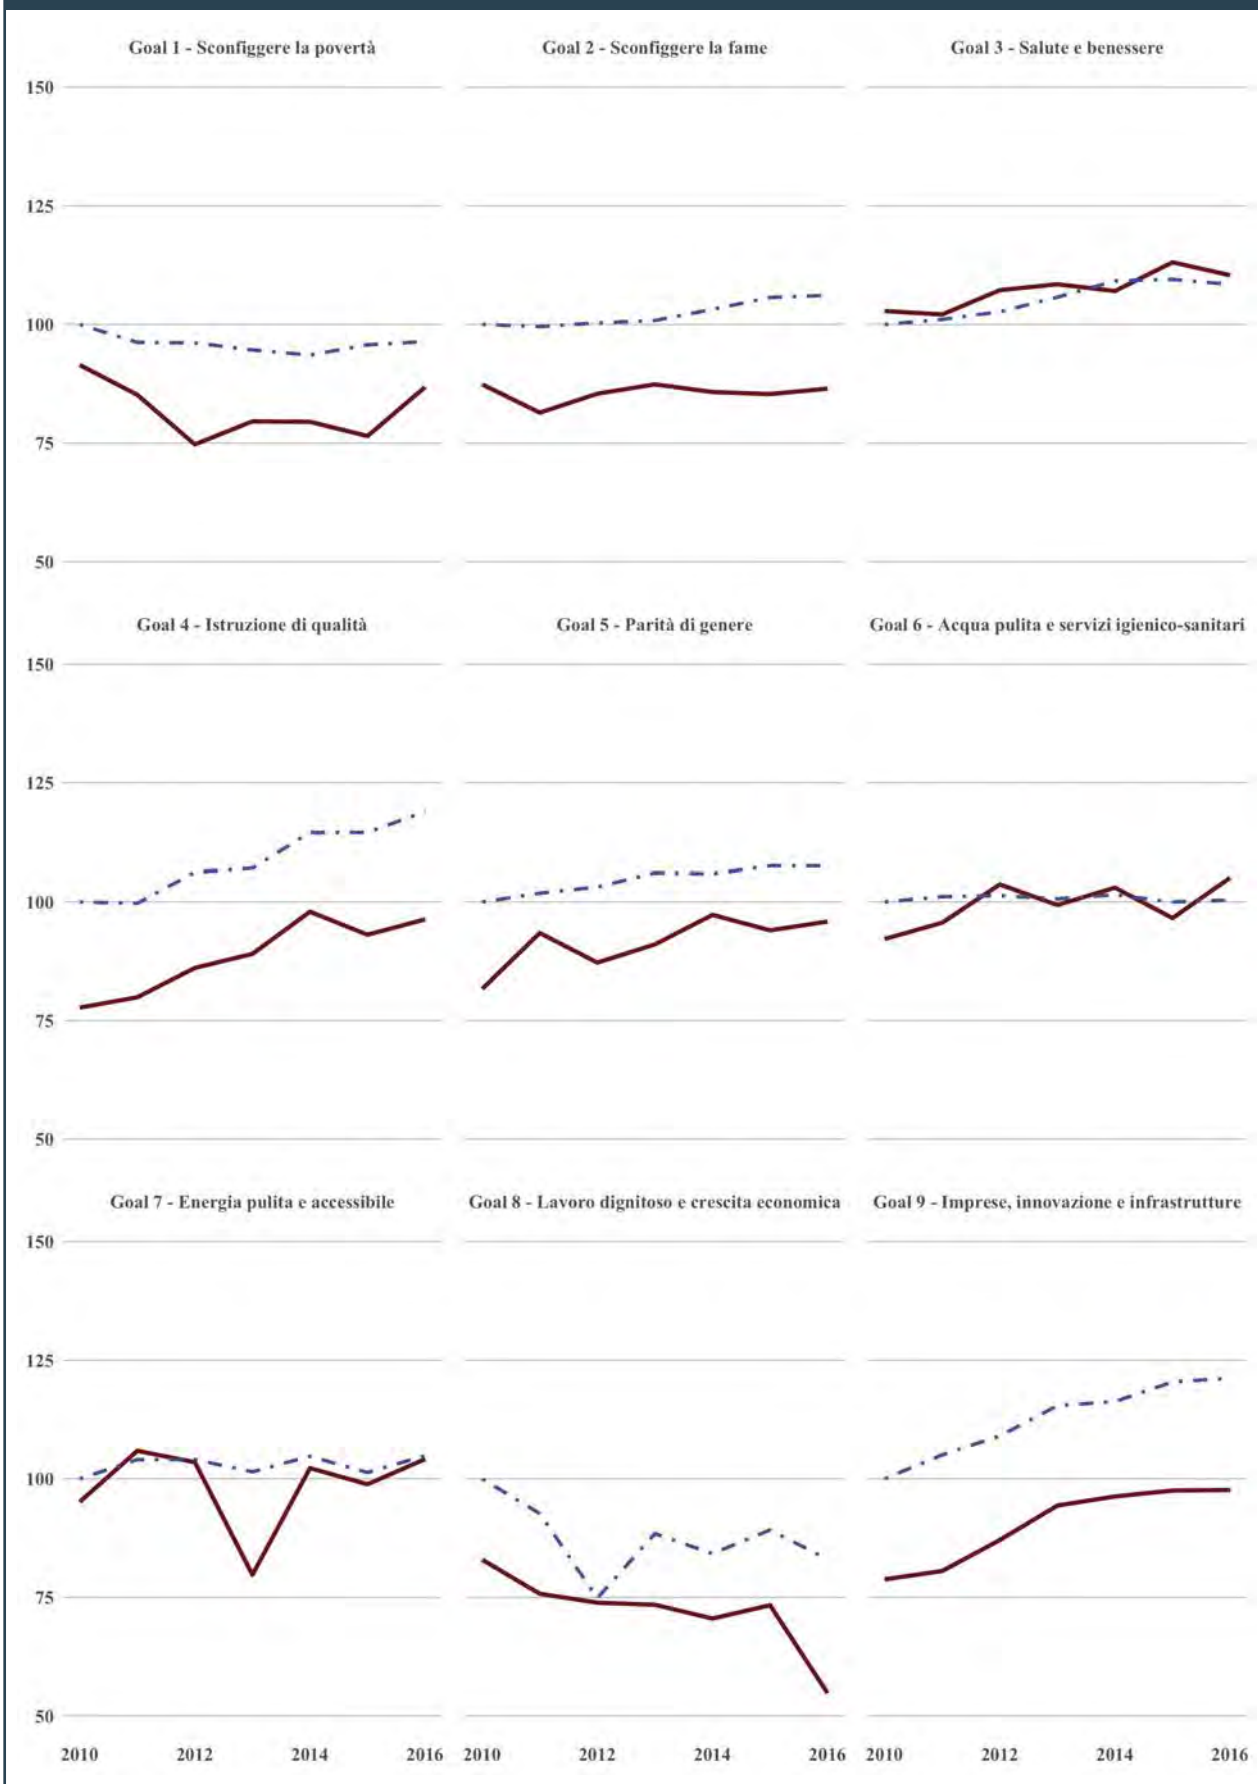 Goal 1 - Sconfiggere la povertà
Goal 2 - Sconfiggere la fame
Goal 3 - Salute e benessere
150
125
100
75
50
Goal 4 - Istruzione di qualità
Goal 5 - Parità di genere
Goal 6 - Acqua pulita e servizi igienico-sanitari
150
125
100
75
50
Goal 7 - Energia pulita e accessibile
Goal 8 - Lavoro dignitoso e crescita economica
Goal 9 - Imprese, innovazione e infrastrutture
150
125
100
75
50
2010 2012 2014 2016
2010 2012 2014 2016
2010 2012 2014 2016